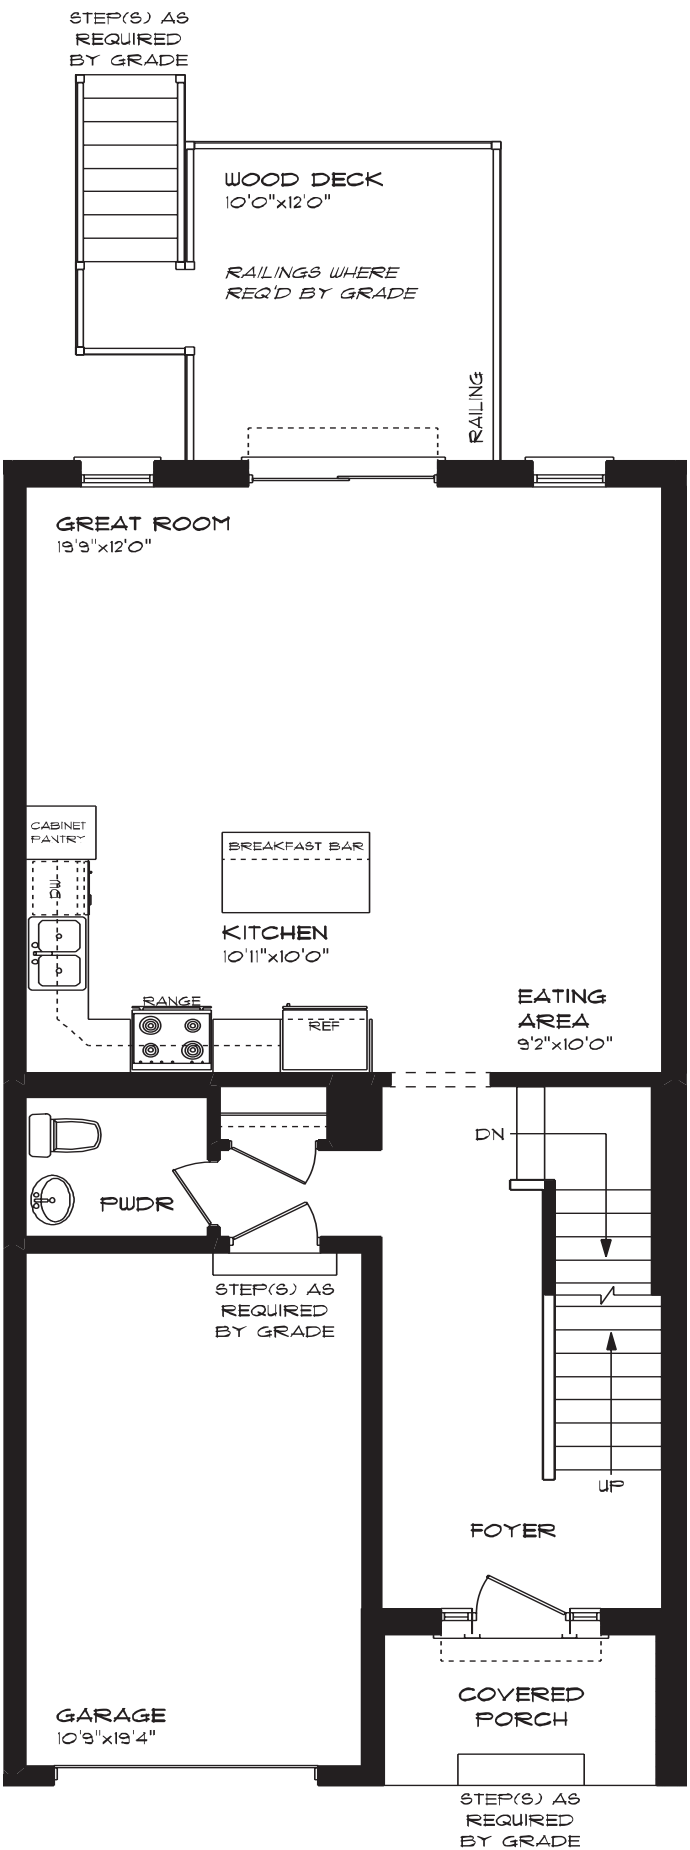 STEP(S) AS
REQUIRED
BY GRADE
WOOD DECK
10'0"x12'0"
RAILINGS WHERE
REQ'D BY GRADE
RAILING
GREAT ROOM
19'9"x12'0"
CABINET
PANTRY
DW
BREAKFAST BAR
KITCHEN
10'11"x10'0"
RANGE
REF
EATING
AREA
9'2"x10'0"
DN
PWDR
STEP(S) AS
REQUIRED
BY GRADE
UP
FOYER
GARAGE
10'9"x19'4"
COVERED
PORCH
STEP(S) AS
REQUIRED
BY GRADE